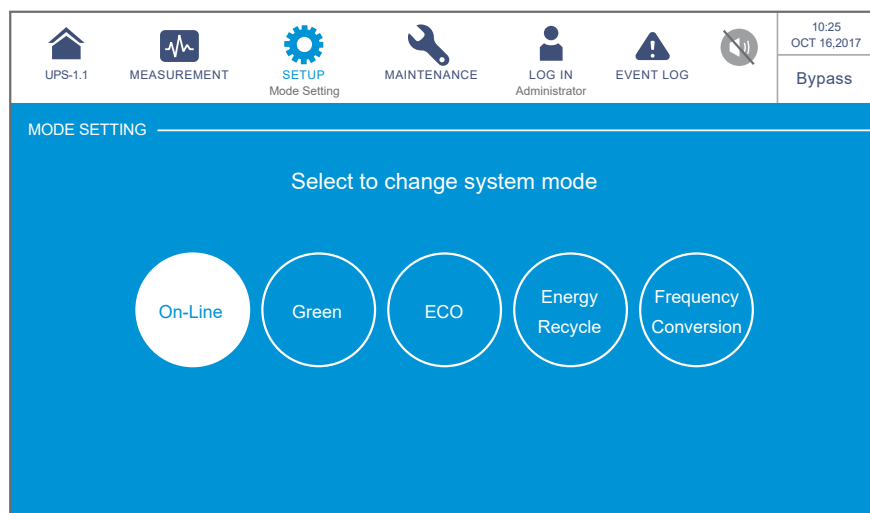 UPS-1.1
MEASUREMENT
SETUP
Mode Setting
MAINTENANCE
LOG IN
Administrator
EVENT LOG
10:25
OCT 16,2017
Bypass
MODE SETTING
Select to change system mode
On-Line
Green
ECO
Energy
Recycle
Frequency
Conversion